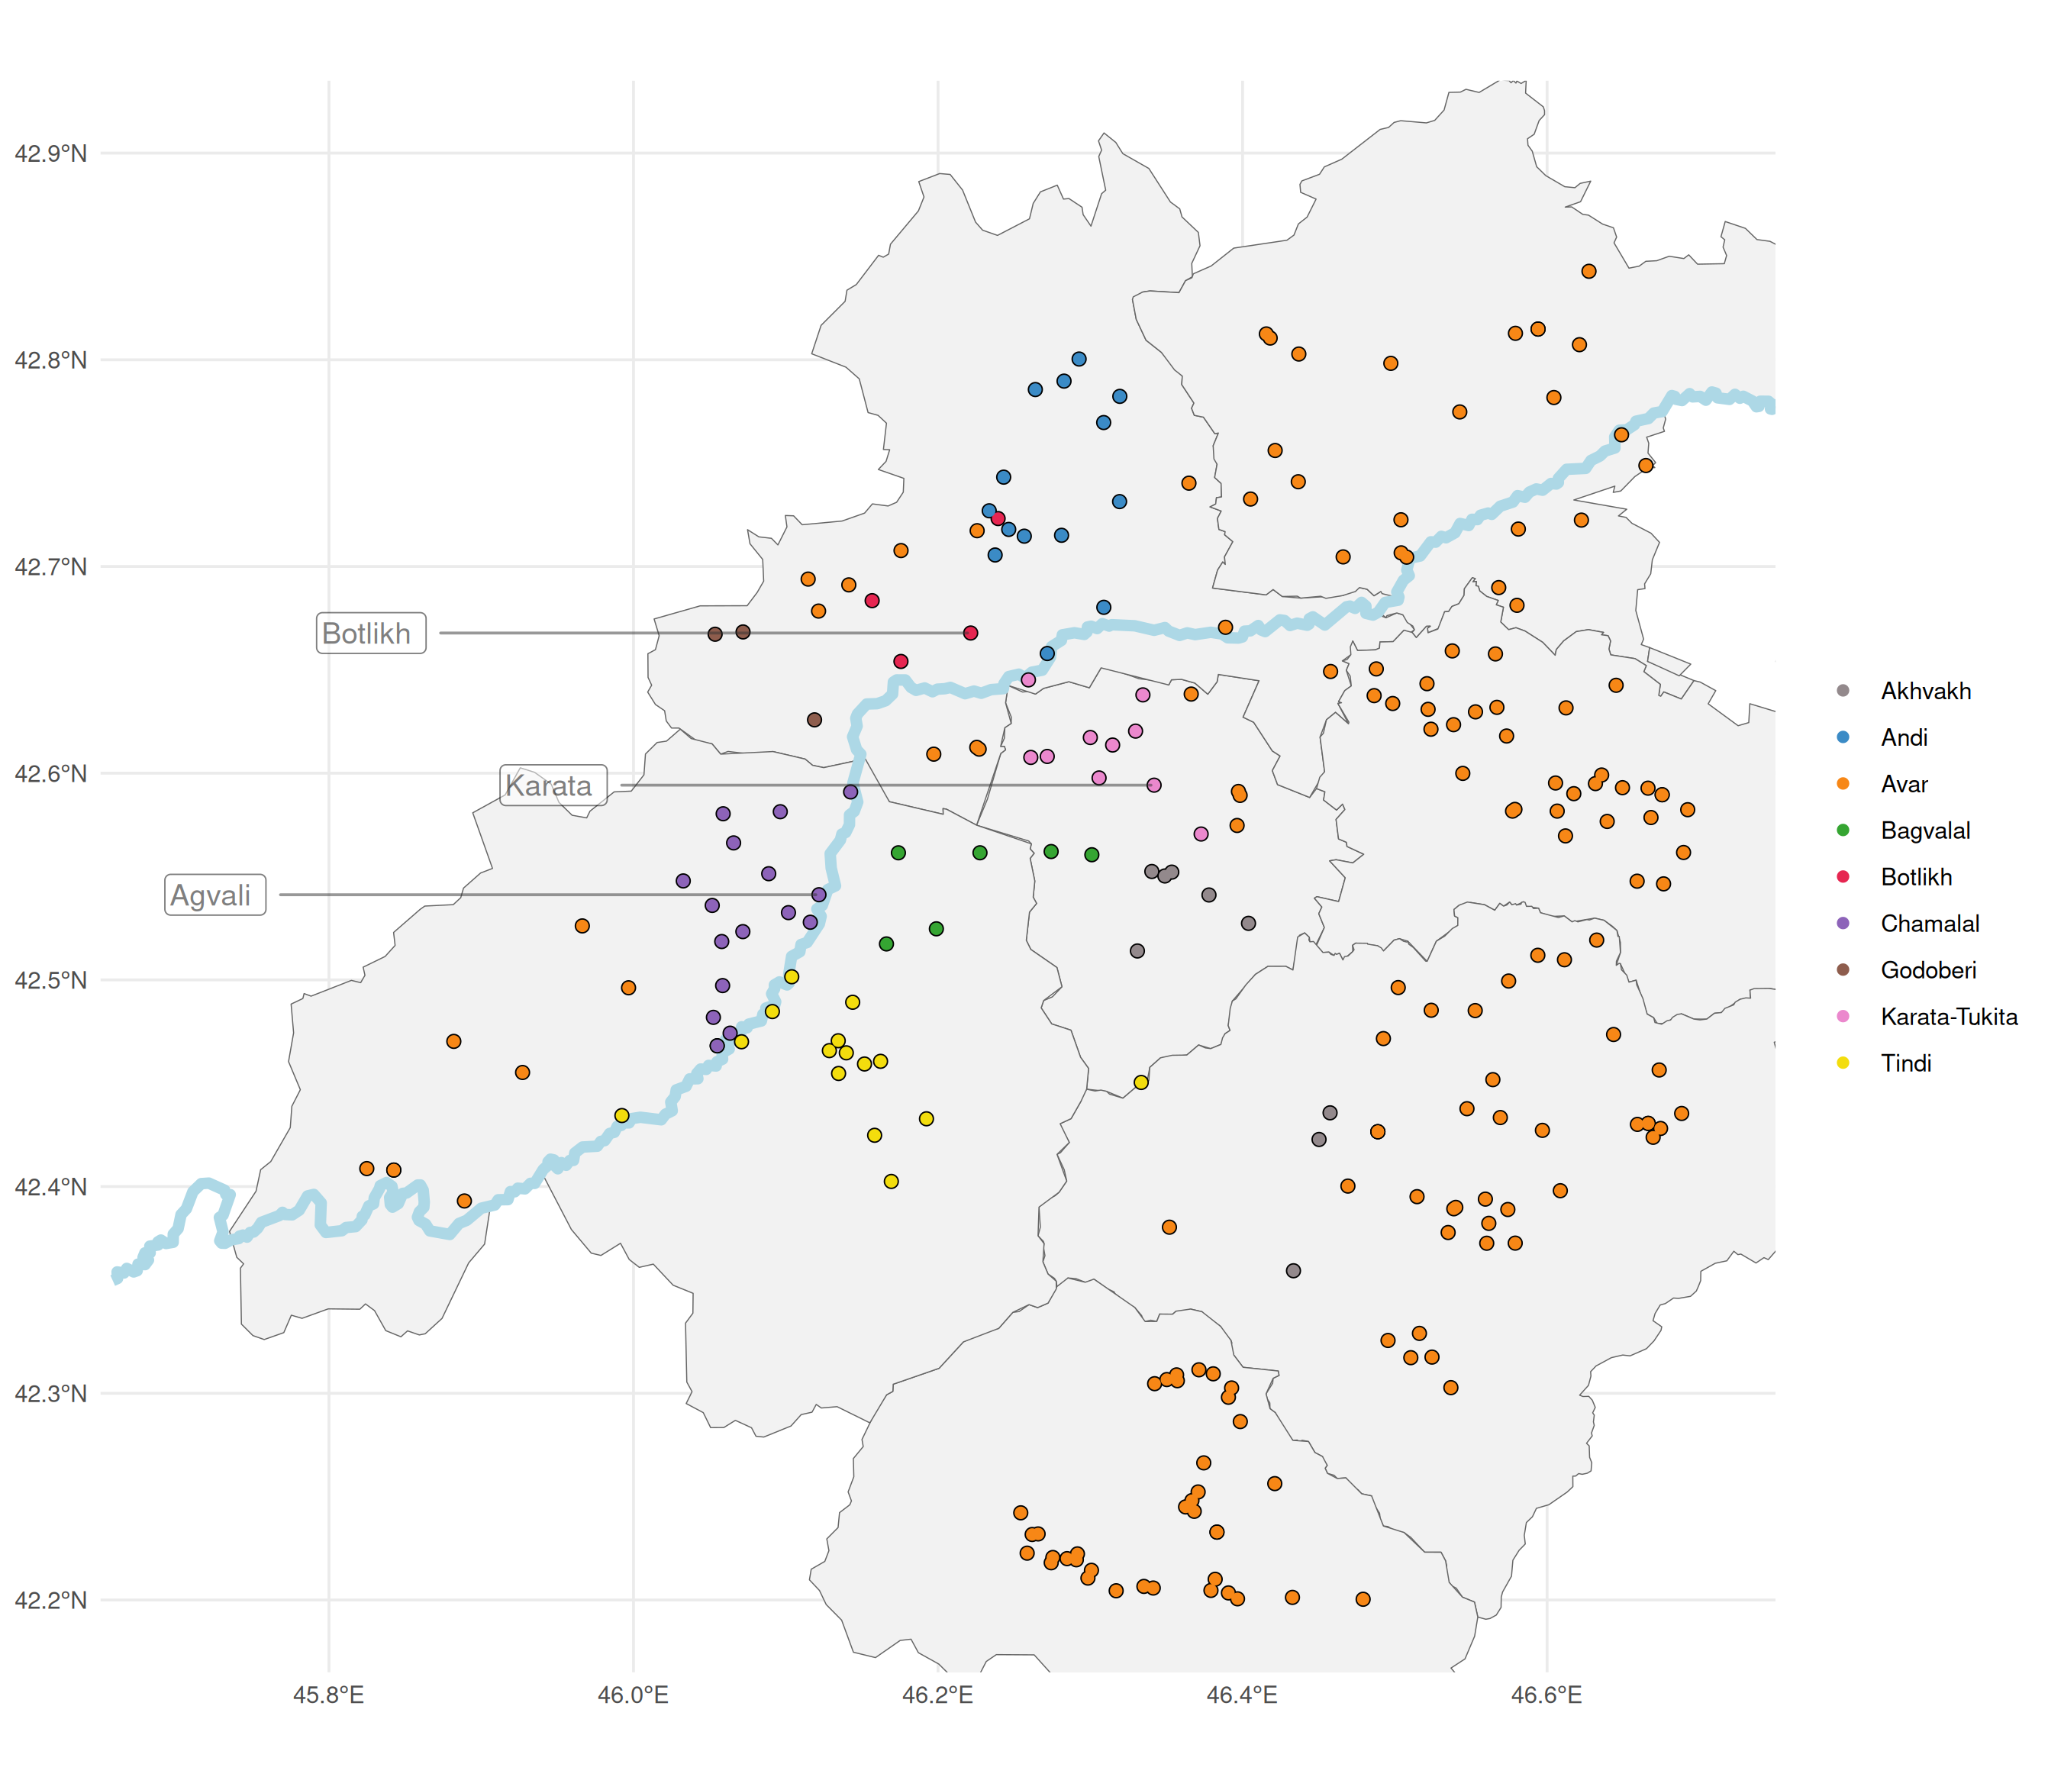 42.9°N
42.8°N
42.7°N
42.6°N
42.5°N
42.4°N
42.3°N
42.2°N
Botlikh
Karata
Agvali
45.8°E
46.0°E
46.2°E
46.4°E
46.6°E
Akhvakh
Andi
Avar
Bagvalal
Botlikh
Chamalal
Godoberi
Karata-Tukita
Tindi